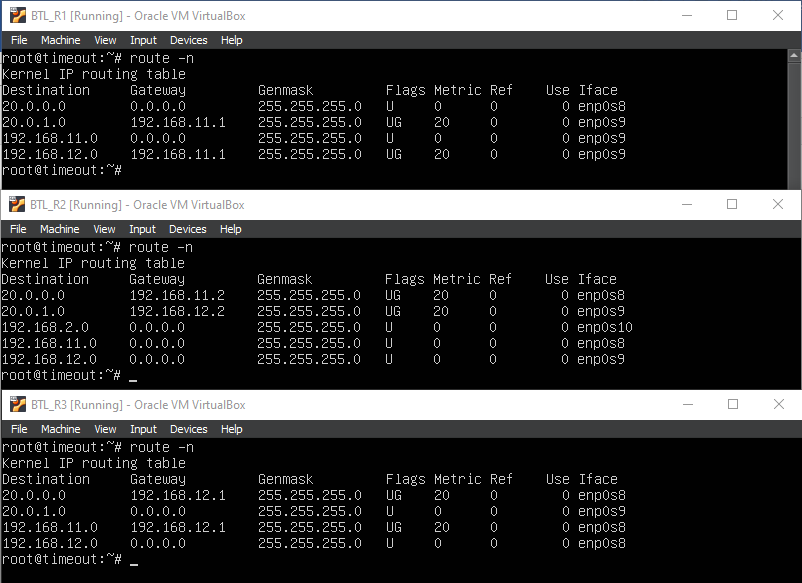 BTL_R1 [Running] - Oracle VM VirtualBox
File Machine View Input Devices Help
root@timeout:~# route -n
Kernel IP routing table
Destination Gateway Genmask Flags Metric Ref Use Iface
20.0.0.0 0.0.0.0 255.255.255.0 U 0 0 0 enp0s8
20.0.1.0 192.168.11.1 255.255.255.0 UG 20 0 0 enp0s9
192.168.11.0 0.0.0.0 255.255.255.0 U 0 0 0 enp0s9
192.168.12.0 192.168.11.1 255.255.255.0 UG 20 0 0 enp0s9
root@timeout:~#
BTL_R2 [Running] - Oracle VM VirtualBox
File Machine View Input Devices Help
root@timeout:~# route -n
Kernel IP routing table
Destination Gateway Genmask Flags Metric Ref Use Iface
20.0.0.0 192.168.11.2 255.255.255.0 UG 20 0 0 enp0s8
20.0.1.0 192.168.12.2 255.255.255.0 UG 20 0 0 enp0s9
192.168.2.0 0.0.0.0 255.255.255.0 U 0 0 0 enp0s10
192.168.11.0 0.0.0.0 255.255.255.0 U 0 0 0 enp0s8
192.168.12.0 0.0.0.0 255.255.255.0 U 0 0 0 enp0s9
root@timeout:~# _
BTL_R3 [Running] - Oracle VM VirtualBox
File Machine View Input Devices Help
root@timeout:~# route -n
Kernel IP routing table
Destination Gateway Genmask Flags Metric Ref Use Iface
20.0.0.0 192.168.12.1 255.255.255.0 UG 20 0 0 enp0s8
20.0.1.0 0.0.0.0 255.255.255.0 U 0 0 0 enp0s9
192.168.11.0 192.168.12.1 255.255.255.0 UG 20 0 0 enp0s8
192.168.12.0 0.0.0.0 255.255.255.0 U 0 0 0 enp0s8
root@timeout:~# _